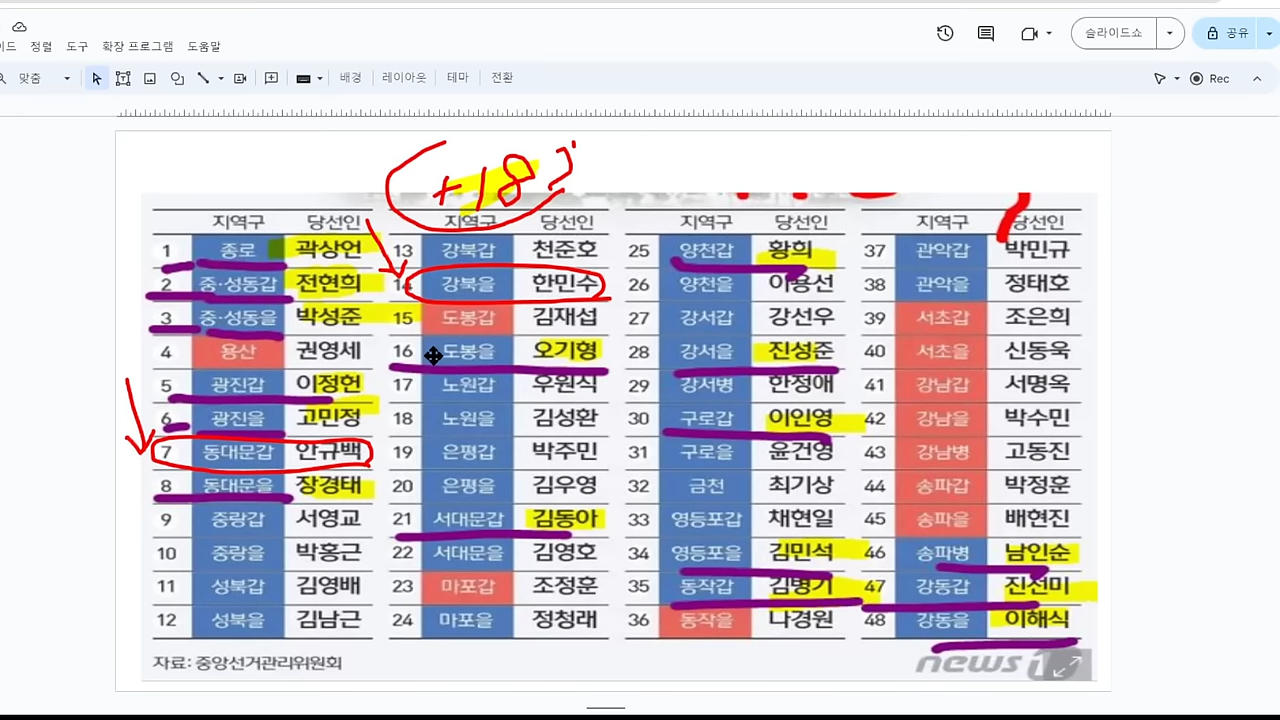 이드 정렬 도구 확장 프로그램 도움말
슬라이드쇼
공유
맞춤
배경 레이아웃 테마 전환
Rec
+18
지역구 당선인 지역구 당선인 지역구 당선인 지역구 당선인
1 종로 곽상언 13 강북갑 천준호 25 양천갑 황희 37 관악갑 박민규
2 중·성동갑 전현희 14 강북을 한민수 26 양천을 이용선 38 관악을 정태호
3 중·성동을 박성준 15 도봉갑 김재섭 27 강서갑 강선우 39 서초갑 조은희
4 용산 권영세 16 도봉을 오기형 28 강서을 진성준 40 서초을 신동욱
5 광진갑 이정헌 17 노원갑 우원식 29 강서병 한정애 41 강남갑 서명옥
6 광진을 고민정 18 노원을 김성환 30 구로갑 이인영 42 강남을 박수민
7 동대문갑 안규백 19 은평갑 박주민 31 구로을 윤건영 43 강남병 고동진
8 동대문을 장경태 20 은평을 김우영 32 금천 최기상 44 송파갑 박정훈
9 중랑갑 서영교 21 서대문갑 김동아 33 영등포갑 채현일 45 송파을 배현진
10 중랑을 박홍근 22 서대문을 김영호 34 영등포을 김민석 46 송파병 남인순
11 성북갑 김영배 23 마포갑 조정훈 35 동작갑 김병기 47 강동갑 진선미
12 성북을 김남근 24 마포을 정청래 36 동작을 나경원 48 강동을 이해식
자료: 중앙선거관리위원회
news1